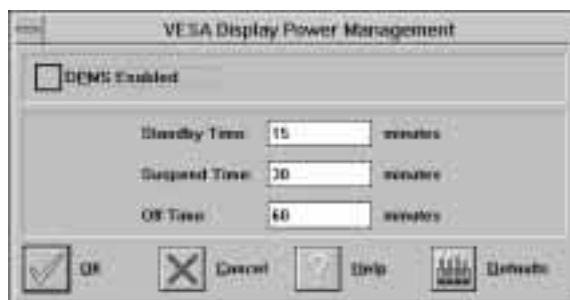 VESA Display Power Management
DPMS Enabled
Standby Time: 15 minutes
Suspend Time: 30 minutes
Off Time: 60 minutes
OK Cancel Help Defaults